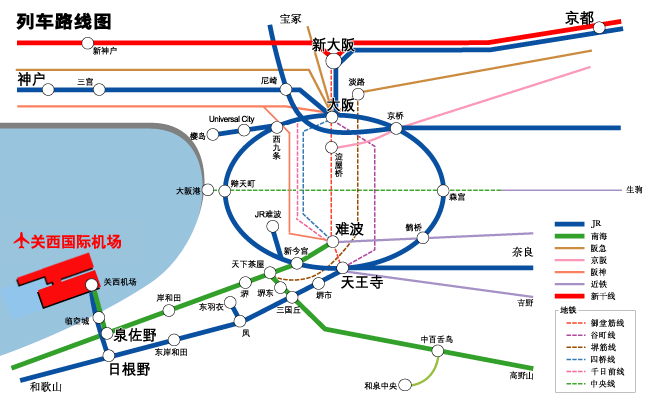 列车路线图
宝冢
京都
新大阪
新神户
神户
三宫
尼崎
淡路
大阪
京桥
Universal City
樱岛
西九条
淀屋桥
大阪港
辩天町
森宫
生驹
JR难波
难波
鹤桥
关西国际机场
新今宫
奈良
天下茶屋
天王寺
关西机场
堺
堺东
堺市
吉野
岸和田
东羽衣
三国丘
临空城
泉佐野
凤
东岸和田
中百舌鸟
日根野
高野山
和歌山
和泉中央
JR
南海
阪急
京阪
阪神
近铁
新干线
地铁
御堂筋线
谷町线
堺筋线
四桥线
千日前线
中央线